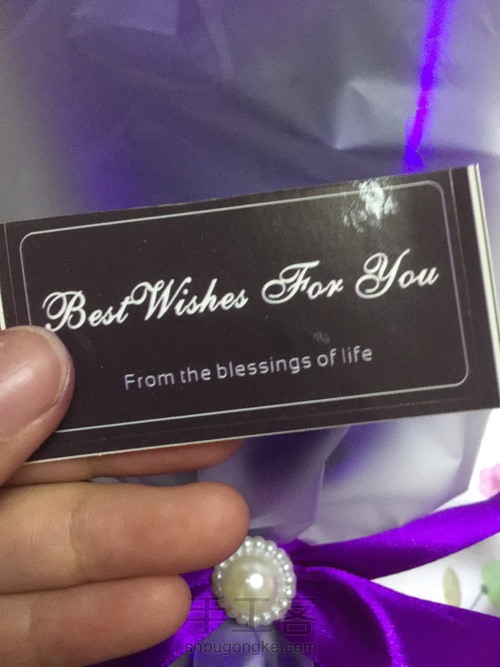 Best Wishes For You
From the blessings of life
手工客
shougongke.com